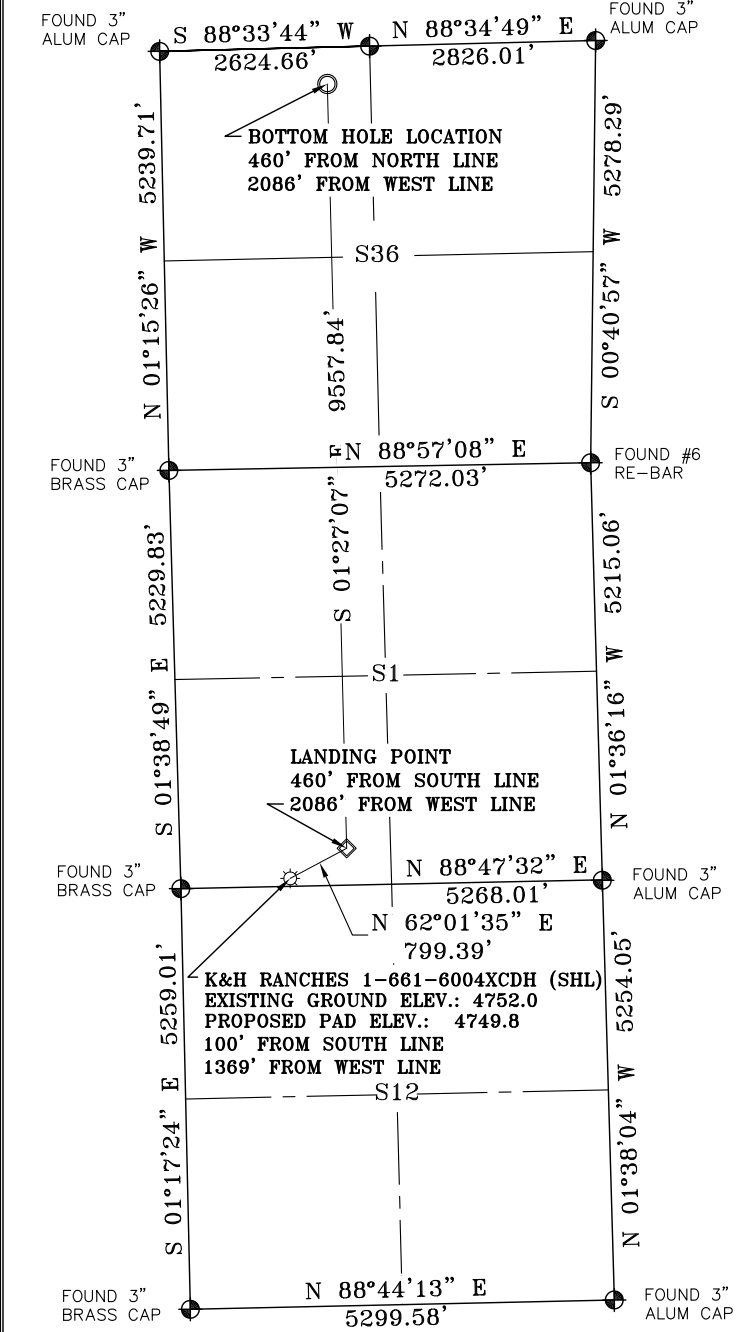 FOUND 3”
ALUM CAP
S 88°33’44” W
2624.66’
N 88°34’49” E
2826.01’
FOUND 3”
ALUM CAP
BOTTOM HOLE LOCATION
460’ FROM NORTH LINE
2086’ FROM WEST LINE
N 01°15’26” W 5239.71’
S 00°40’57” W 5278.29’
S36
9557.84’
S 01°27’07” E
FOUND 3”
BRASS CAP
N 88°57’08” E
5272.03’
FOUND #6
RE-BAR
S 01°38’49” E 5229.83’
N 01°36’16” W 5215.06’
S1
LANDING POINT
460’ FROM SOUTH LINE
2086’ FROM WEST LINE
FOUND 3”
BRASS CAP
N 88°47’32” E
5268.01’
FOUND 3”
ALUM CAP
N 62°01’35” E
799.39’
K&H RANCHES 1-661-6004XCDH (SHL)
EXISTING GROUND ELEV.: 4752.0
PROPOSED PAD ELEV.: 4749.8
100’ FROM SOUTH LINE
1369’ FROM WEST LINE
S 01°17’24” E 5259.01’
N 01°38’04” W 5254.05’
S12
FOUND 3”
BRASS CAP
N 88°44’13” E
5299.58’
FOUND 3”
ALUM CAP